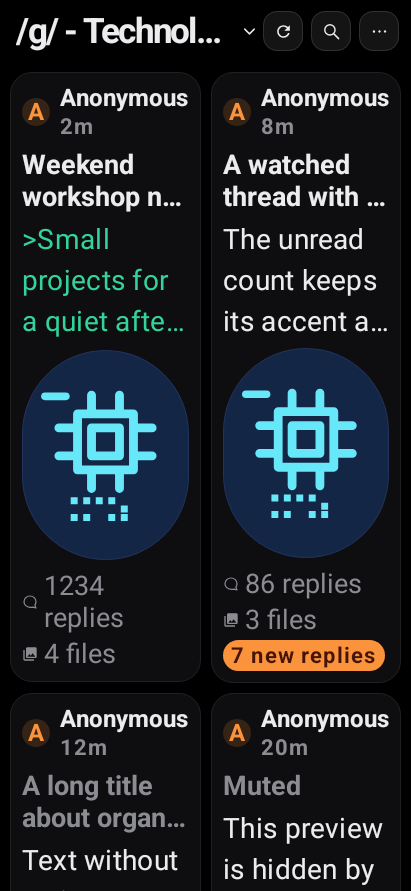 /g/ - Technol...
A Anonymous
2m
Weekend
workshop n...
>Small
projects for
a quiet afte...
1234
replies
4 files
A Anonymous
8m
A watched
thread with ...
The unread
count keeps
its accent a...
86 replies
3 files
7 new replies
A Anonymous
12m
A long title
about organ...
Text without
A Anonymous
20m
Muted
This preview
is hidden by